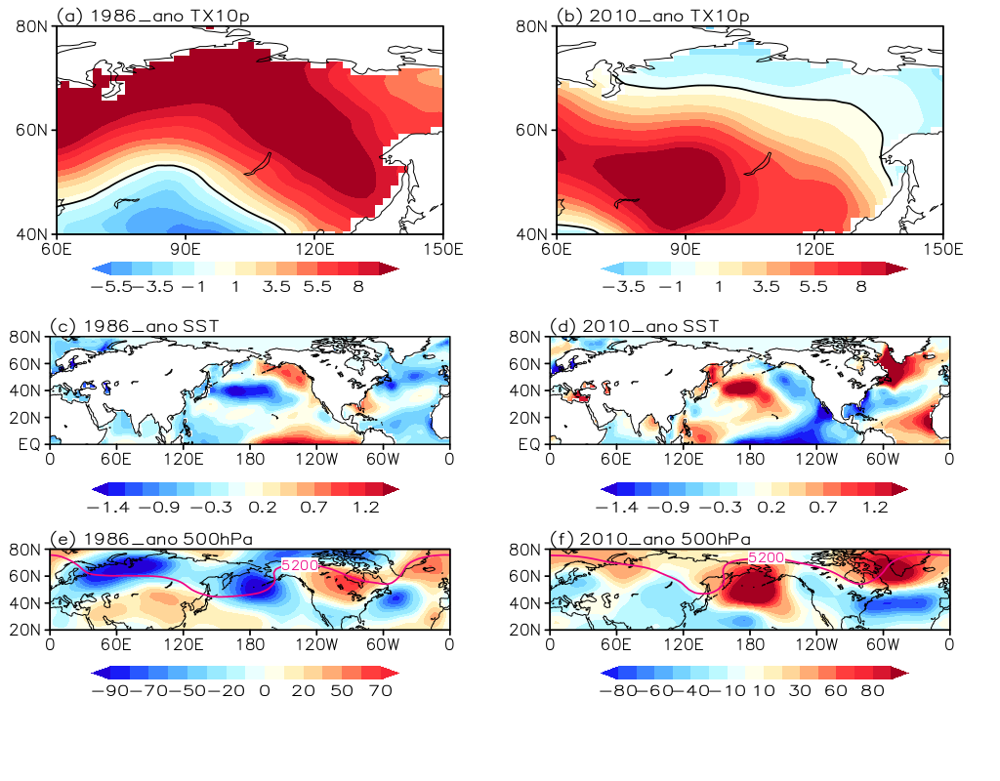 (a) 1986_ano TX10p
80N
60N
40N
60E 90E 120E 150E
−5.5−3.5 −1 1 3.5 5.5 8
(b) 2010_ano TX10p
80N
60N
40N
60E 90E 120E 150E
−3.5 −1 1 3.5 5.5 8
(c) 1986_ano SST
80N
60N
40N
20N
EQ
0 60E 120E 180 120W 60W 0
−1.4 −0.9 −0.3 0.2 0.7 1.2
(d) 2010_ano SST
80N
60N
40N
20N
EQ
0 60E 120E 180 120W 60W 0
−1.4 −0.9 −0.3 0.2 0.7 1.2
(e) 1986_ano 500hPa
80N
60N
40N
20N
5200
0 60E 120E 180 120W 60W 0
−90−70−50−20 0 20 50 70
(f) 2010_ano 500hPa
80N
60N
40N
20N
5200
0 60E 120E 180 120W 60W 0
−80−60−40−10 10 30 60 80